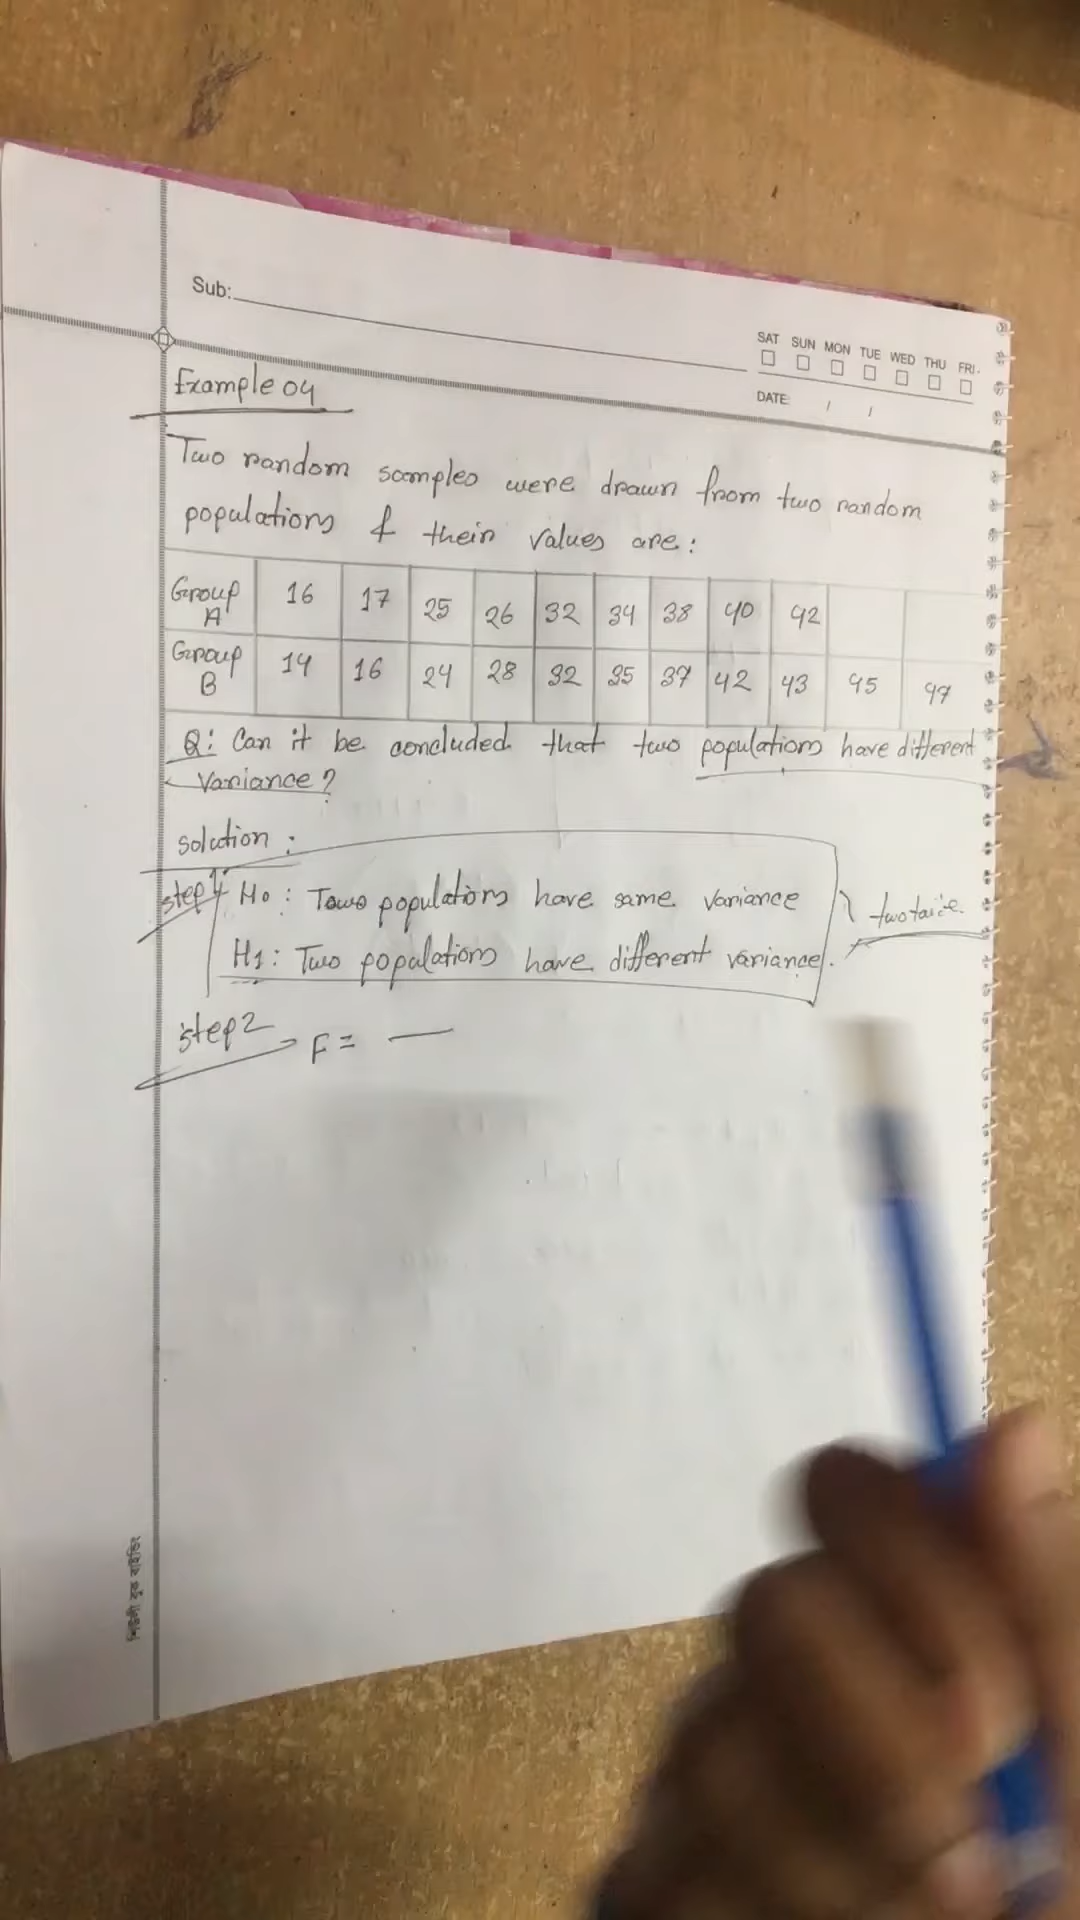 Sub:
SAT SUN MON TUE WED THU FRI.
DATE: / /
Example 04
Two random samples were drawn from two random
populations & their values are:
Group A 16 17 25 26 32 34 38 40 42
Group B 14 16 24 28 32 35 37 42 43 45 47
Q: Can it be concluded that two populations have different
variance?
solution:
step 1 H0: Towo populations have same variance
H1: Two populations have different variance.
step 2 F =
নিউ বুক বাইন্ডিং